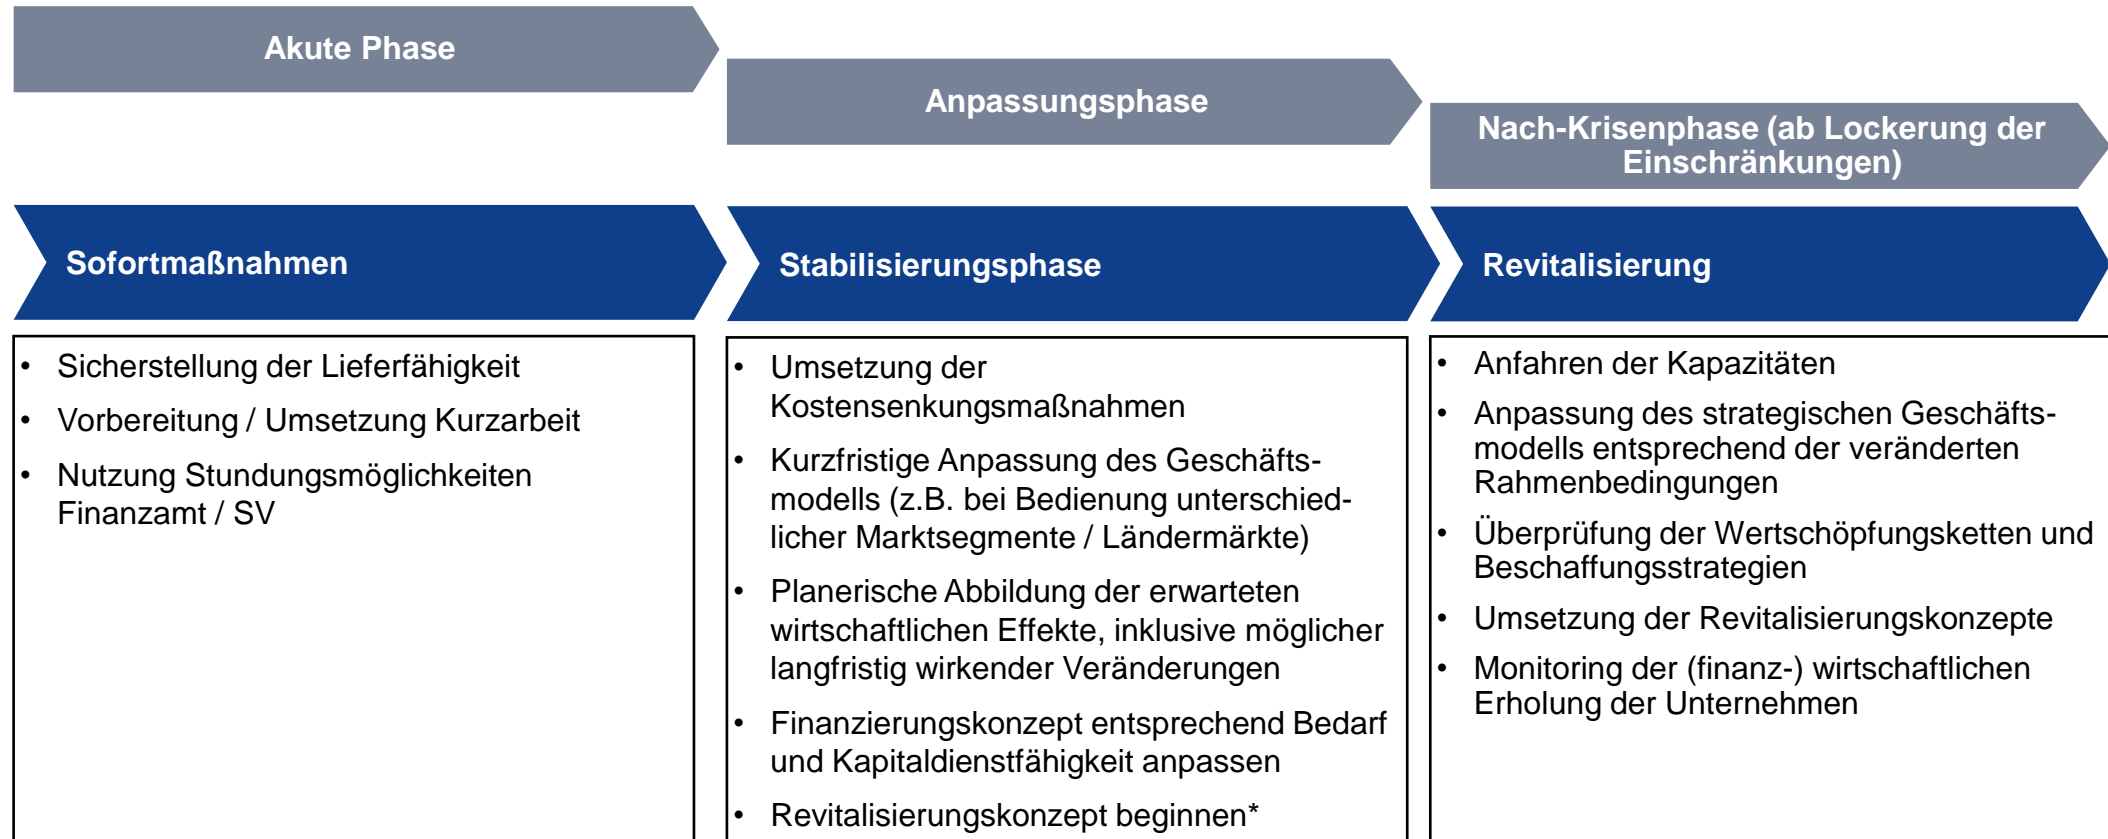 Akute Phase
Anpassungsphase
Nach-Krisenphase (ab Lockerung der
Einschränkungen)
Sofortmaßnahmen
Stabilisierungsphase
Revitalisierung
• Sicherstellung der Lieferfähigkeit
• Vorbereitung / Umsetzung Kurzarbeit
• Nutzung Stundungsmöglichkeiten
Finanzamt / SV
• Umsetzung der
Kostensenkungsmaßnahmen
• Kurzfristige Anpassung des Geschäfts-
modells (z.B. bei Bedienung unterschied-
licher Marktsegmente / Ländermärkte)
• Planerische Abbildung der erwarteten
wirtschaftlichen Effekte, inklusive möglicher
langfristig wirkender Veränderungen
• Finanzierungskonzept entsprechend Bedarf
und Kapitaldienstfähigkeit anpassen
• Revitalisierungskonzept beginnen*
• Anfahren der Kapazitäten
• Anpassung des strategischen Geschäfts-
modells entsprechend der veränderten
Rahmenbedingungen
• Überprüfung der Wertschöpfungsketten und
Beschaffungsstrategien
• Umsetzung der Revitalisierungskonzepte
• Monitoring der (finanz-) wirtschaftlichen
Erholung der Unternehmen